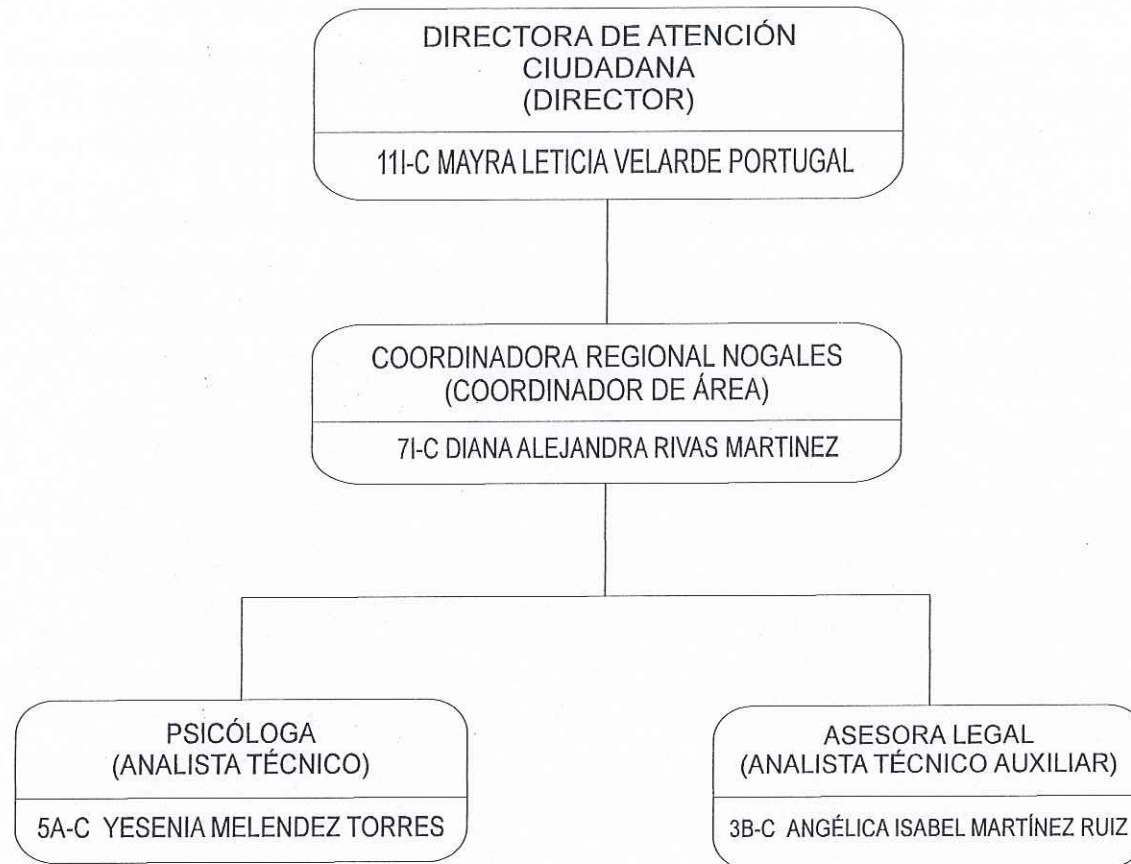 DIRECTORA DE ATENCIÓN
CIUDADANA
(DIRECTOR)
11I-C MAYRA LETICIA VELARDE PORTUGAL
COORDINADORA REGIONAL NOGALES
(COORDINADOR DE ÁREA)
7I-C DIANA ALEJANDRA RIVAS MARTINEZ
PSICÓLOGA
(ANALISTA TÉCNICO)
5A-C YESENIA MELENDEZ TORRES
ASESORA LEGAL
(ANALISTA TÉCNICO AUXILIAR)
3B-C ANGÉLICA ISABEL MARTÍNEZ RUIZ